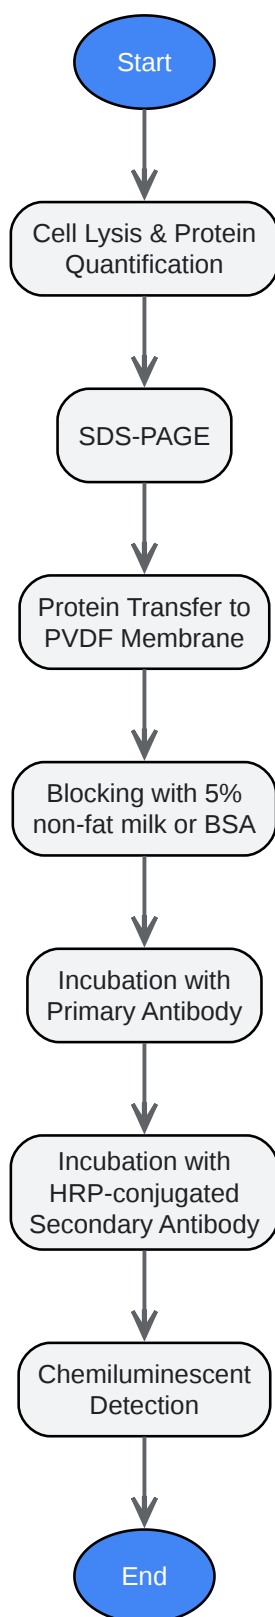 Start
Cell Lysis & Protein
Quantification
SDS-PAGE
Protein Transfer to
PVDF Membrane
Blocking with 5%
non-fat milk or BSA
Incubation with
Primary Antibody
Incubation with
HRP-conjugated
Secondary Antibody
Chemiluminescent
Detection
End